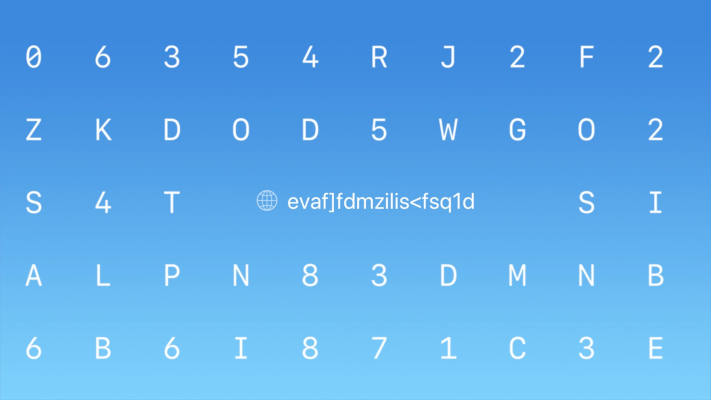 0 6 3 5 4 R J 2 F 2
Z K D O D 5 W G O 2
S 4 T evaf]fdmzilis<fsq1d S I
A L P N 8 3 D M N B
6 B 6 I 8 7 1 C 3 E